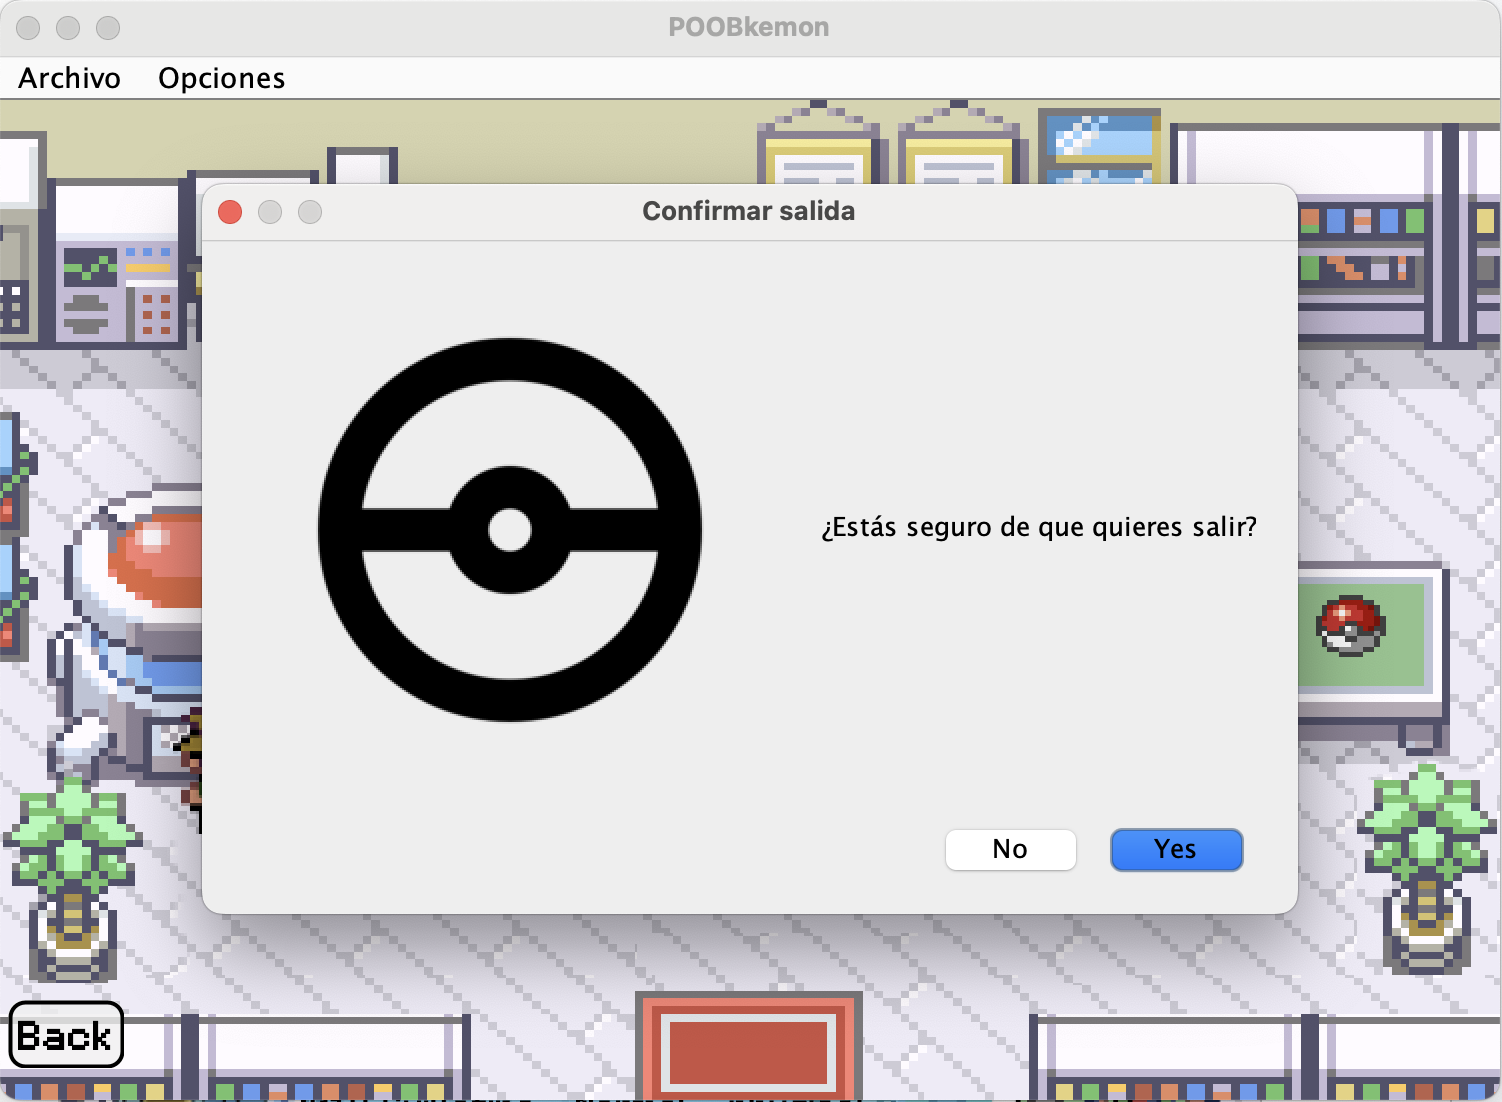 POOBkemon
Archivo Opciones
Confirmar salida
¿Estás seguro de que quieres salir?
No Yes
Back